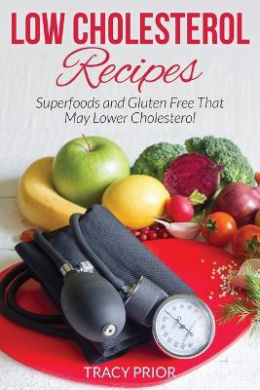 LOW CHOLESTEROL
Recipes
Superfoods and Gluten Free That
May Lower Cholesterol
TRACY PRIOR